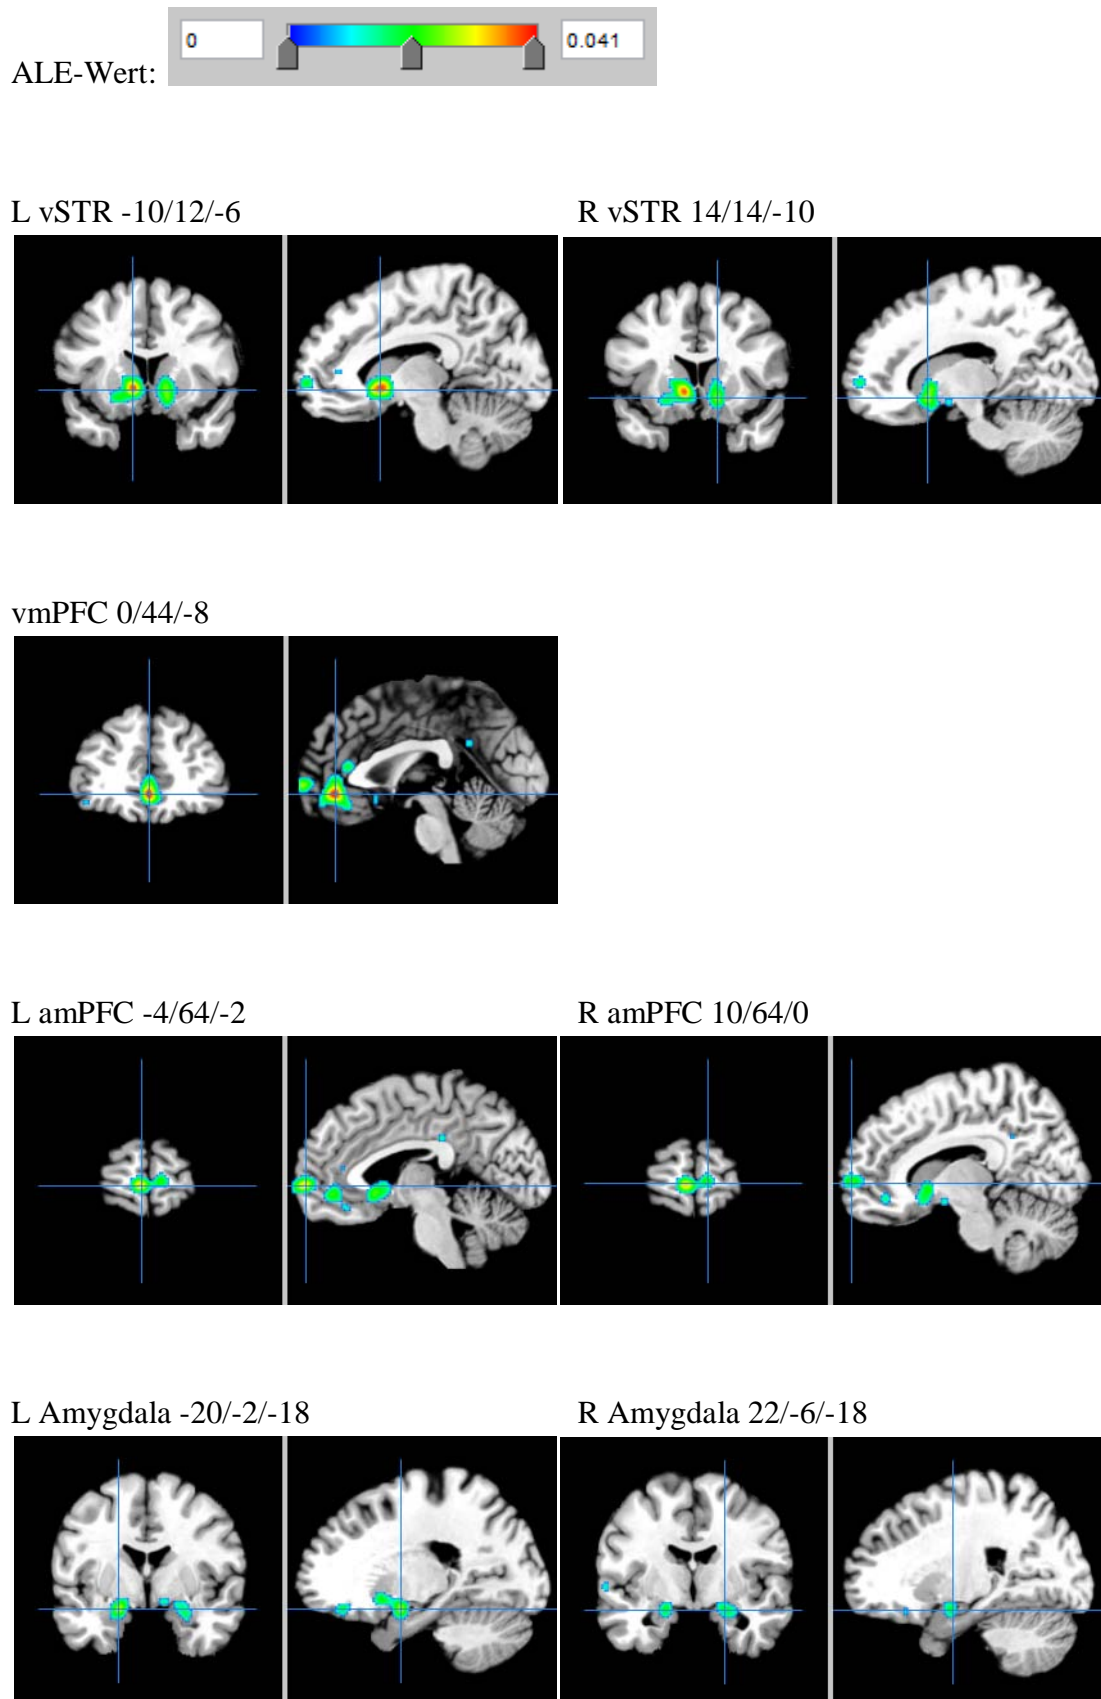 0 0.041
ALE-Wert:
L vSTR -10/12/-6 R vSTR 14/14/-10
vmPFC 0/44/-8
L amPFC -4/64/-2 R amPFC 10/64/0
L Amygdala -20/-2/-18 R Amygdala 22/-6/-18